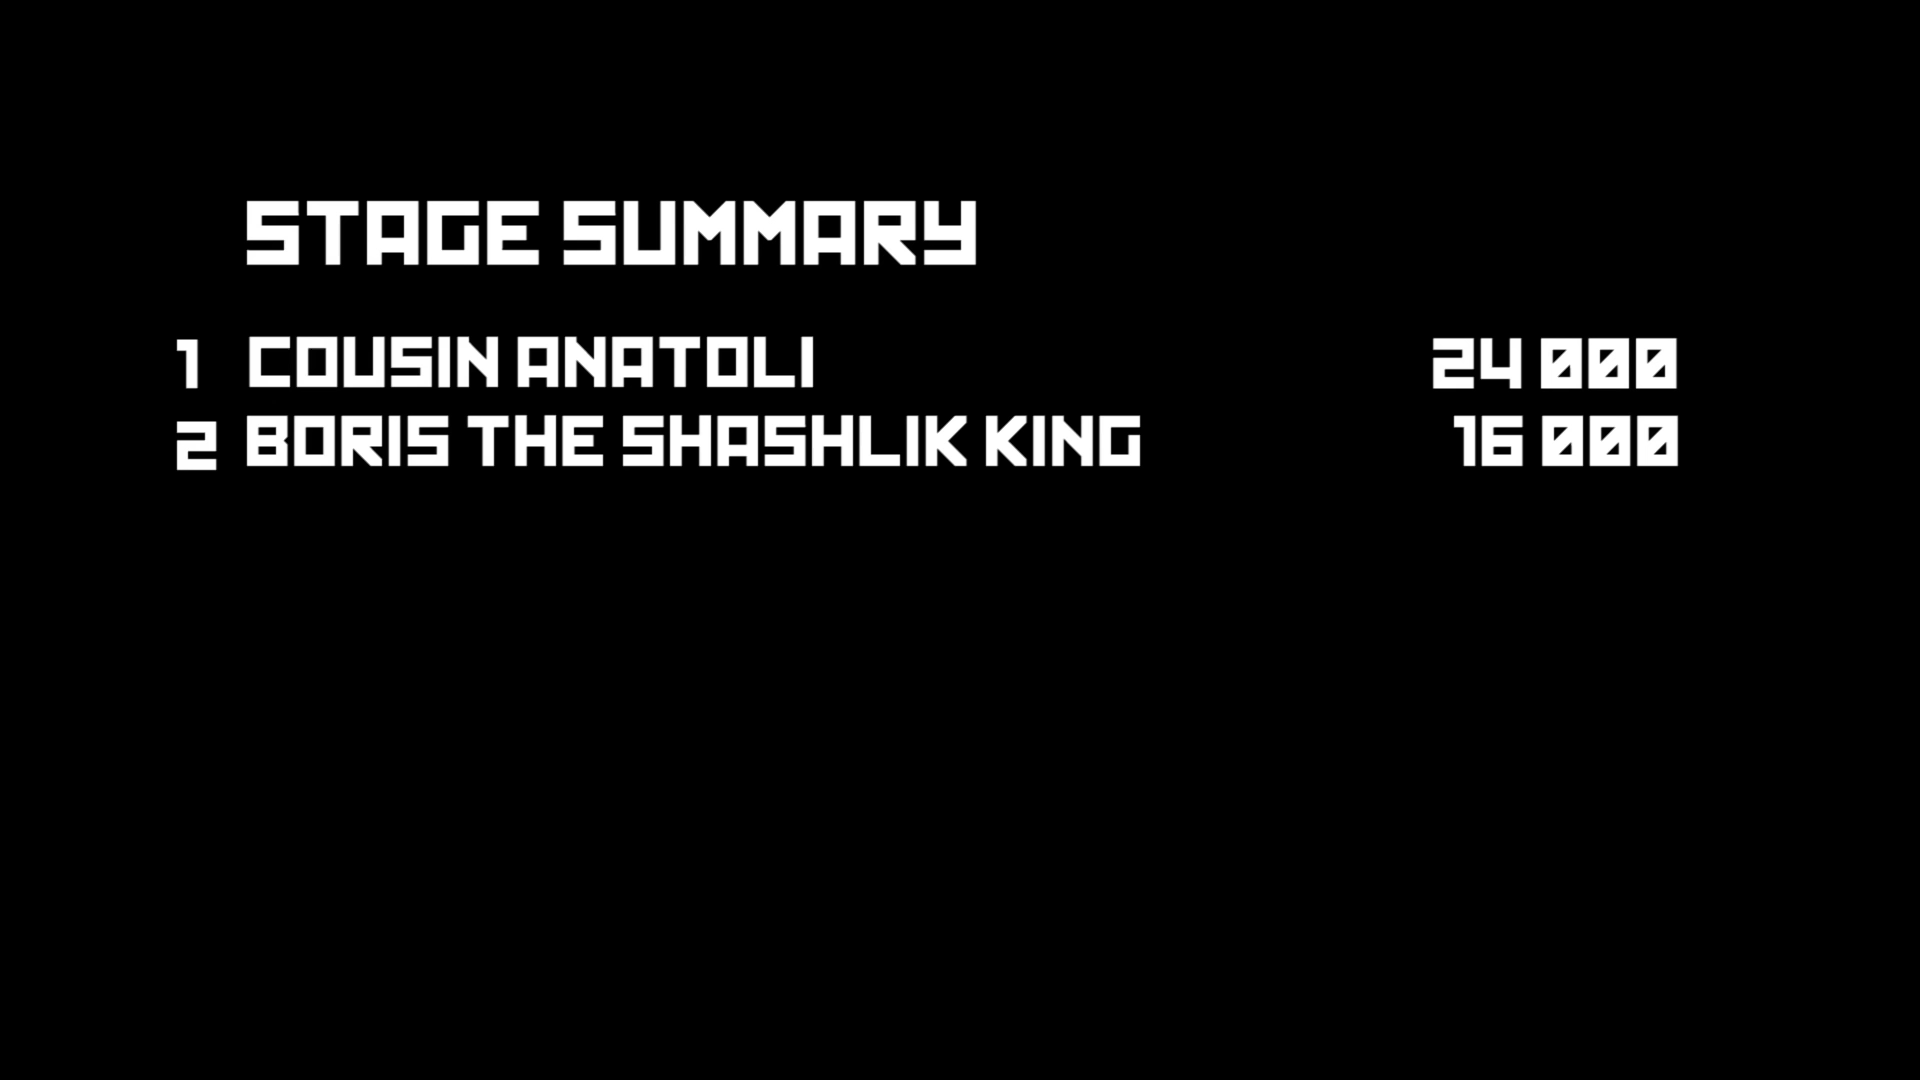 STAGE SUMMARY
1 COUSIN ANATOLI 24 000
2 BORIS THE SHASHLIK KING 16 000